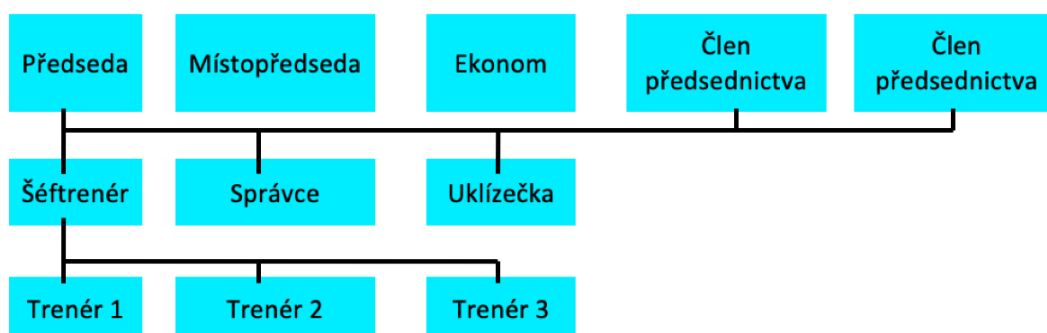 Předseda
Místopředseda
Ekonom
Člen
předsednictva
Člen
předsednictva
Šéftrenér
Správce
Uklízečka
Trenér 1
Trenér 2
Trenér 3